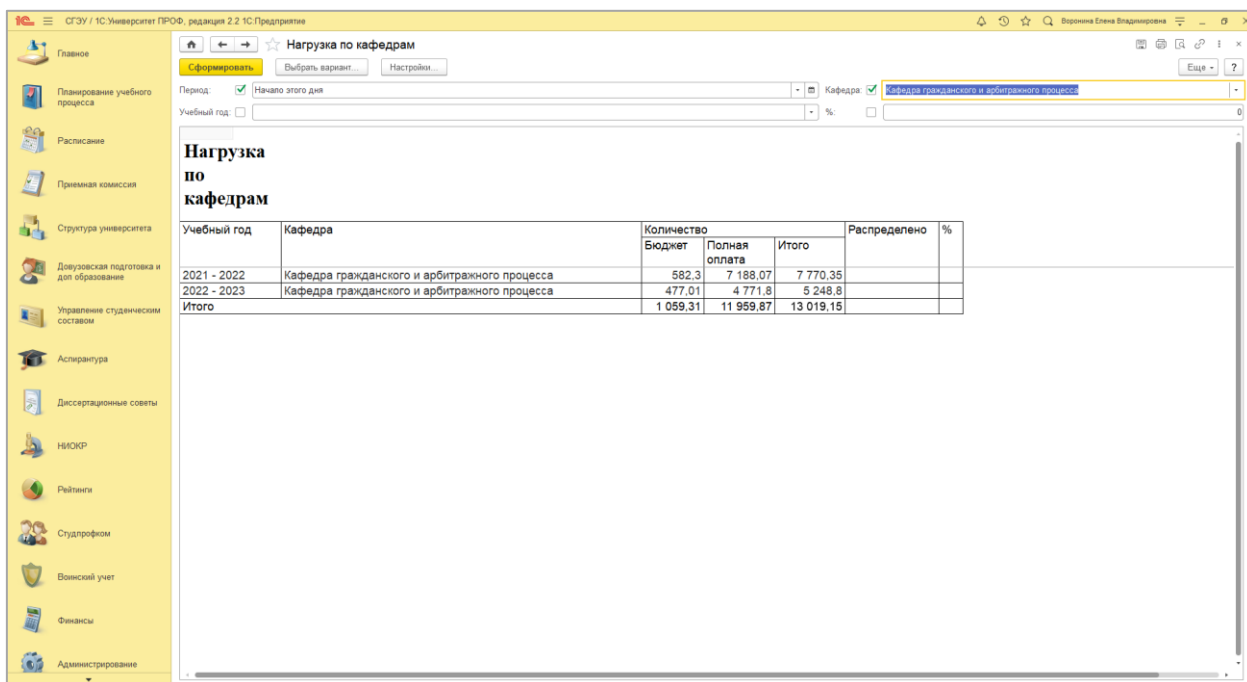 1С СГЭУ / 1С:Университет ПРОФ, редакция 2.2 1С:Предприятие Воронина Елена Владимировна
Главное
Планирование учебного
процесса
Расписание
Приемная комиссия
Структура университета
Довузовская подготовка и
доп образование
Управление студенческим
составом
Аспирантура
Диссертационные советы
НИОКР
Рейтинги
Студпрофком
Воинский учет
Финансы
Администрирование
Нагрузка по кафедрам
Сформировать Выбрать вариант... Настройки... Еще ?
Период: Начало этого дня Кафедра: Кафедра гражданского и арбитражного процесса
Учебный год: %: 0
Нагрузка
по
кафедрам
Учебный год Кафедра Количество Распределено %
Бюджет Полная Итого
оплата
2021 - 2022 Кафедра гражданского и арбитражного процесса 582,3 7 188,07 7 770,35
2022 - 2023 Кафедра гражданского и арбитражного процесса 477,01 4 771,8 5 248,8
Итого 1 059,31 11 959,87 13 019,15